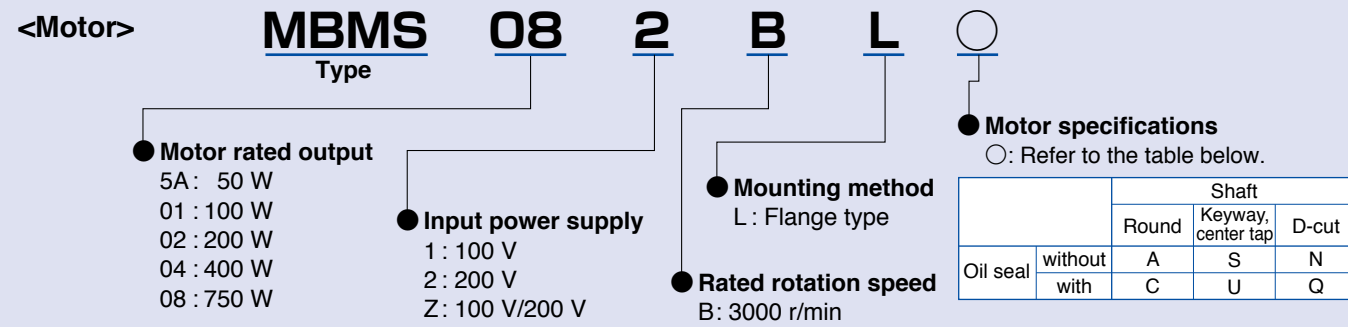 <Motor> MBMS 08 2 B L ○
Type
● Motor rated output
5A : 50 W
01 : 100 W
02 : 200 W
04 : 400 W
08 : 750 W
● Input power supply
1 : 100 V
2 : 200 V
Z : 100 V/200 V
● Rated rotation speed
B : 3000 r/min
● Mounting method
L : Flange type
● Motor specifications
○: Refer to the table below.
Shaft
Round Keyway, center tap D-cut
Oil seal without A S N
with C U Q